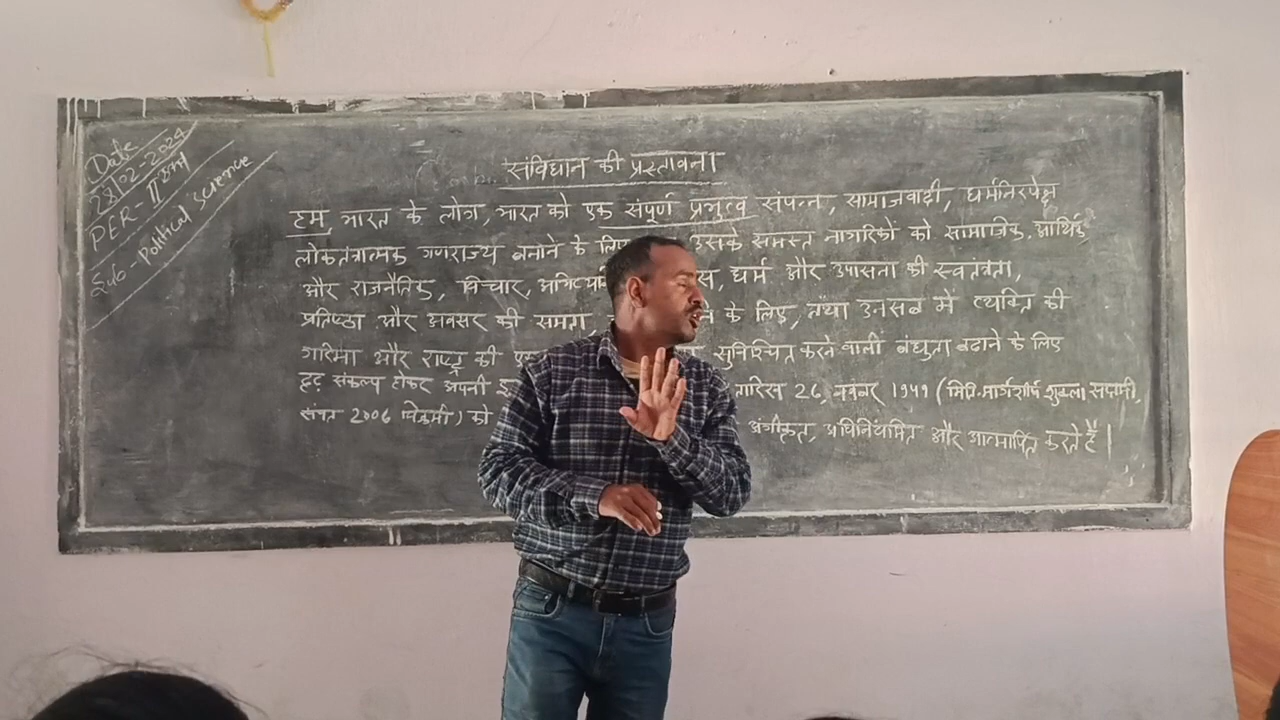 Date
28/02-2024
PER- II
Sub- Political Science
संविधान की प्रस्तावना
हम, भारत के लोग, भारत को एक संपूर्ण प्रभुत्व संपन्न, सामाजवादी, धर्मनिरपेक्ष
लोकतंत्रात्मक गणराज्य बनाने के लिए उसके समस्त नागरिकों को सामाजिक, आर्थिक
और राजनैतिक, विचार, धर्म और उपासना की स्वतंत्रता,
प्रतिष्ठा और अवसर की समता, के लिए, तथा उनसब में व्यक्ति की
गरिमा और राष्ट्र की सुनिश्चित करने वाली बंधुता बढाने के लिए
दृढ़ संकल्प होकर अपनी तारिख 26, नवंबर 1949 (मिति-मार्गशीर्ष शुक्ला सप्तमी,
संवत 2006 विक्रमी) को अंगीकृत, अधिनियमित और आत्मार्पित करते हैं।